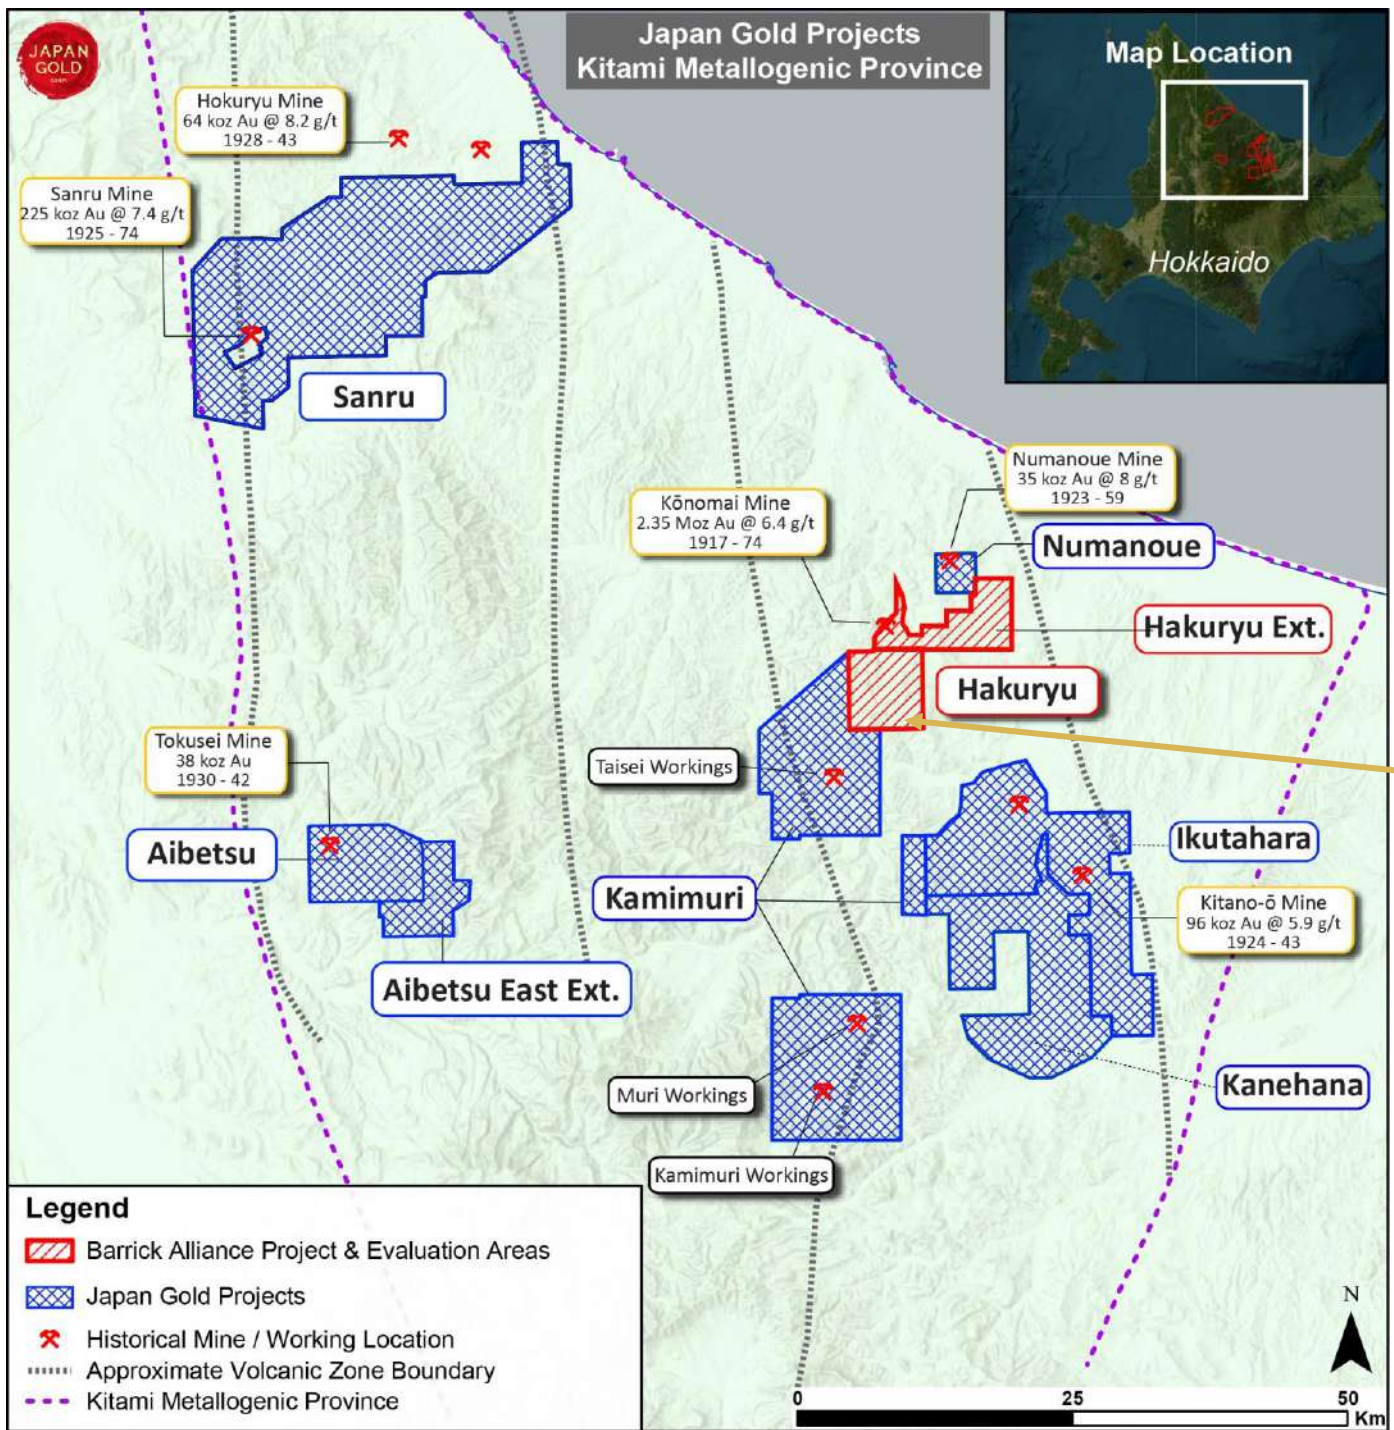 JAPAN
GOLD
CORP.
Japan Gold Projects
Kitami Metallogenic Province
Map Location
Hokkaido
Hokuryu Mine
64 koz Au @ 8.2 g/t
1928 - 43
Sanru Mine
225 koz Au @ 7.4 g/t
1925 - 74
Sanru
Numanoue Mine
35 koz Au @ 8 g/t
1923 - 59
Kōnomai Mine
2.35 Moz Au @ 6.4 g/t
1917 - 74
Numanoue
Hakuryu Ext.
Hakuryu
Tokusei Mine
38 koz Au
1930 - 42
Taisei Workings
Aibetsu
Ikutahara
Kamimuri
Kitano-ō Mine
96 koz Au @ 5.9 g/t
1924 - 43
Aibetsu East Ext.
Muri Workings
Kanehana
Kamimuri Workings
Legend
Barrick Alliance Project & Evaluation Areas
Japan Gold Projects
Historical Mine / Working Location
Approximate Volcanic Zone Boundary
Kitami Metallogenic Province
N
0 25 50
Km